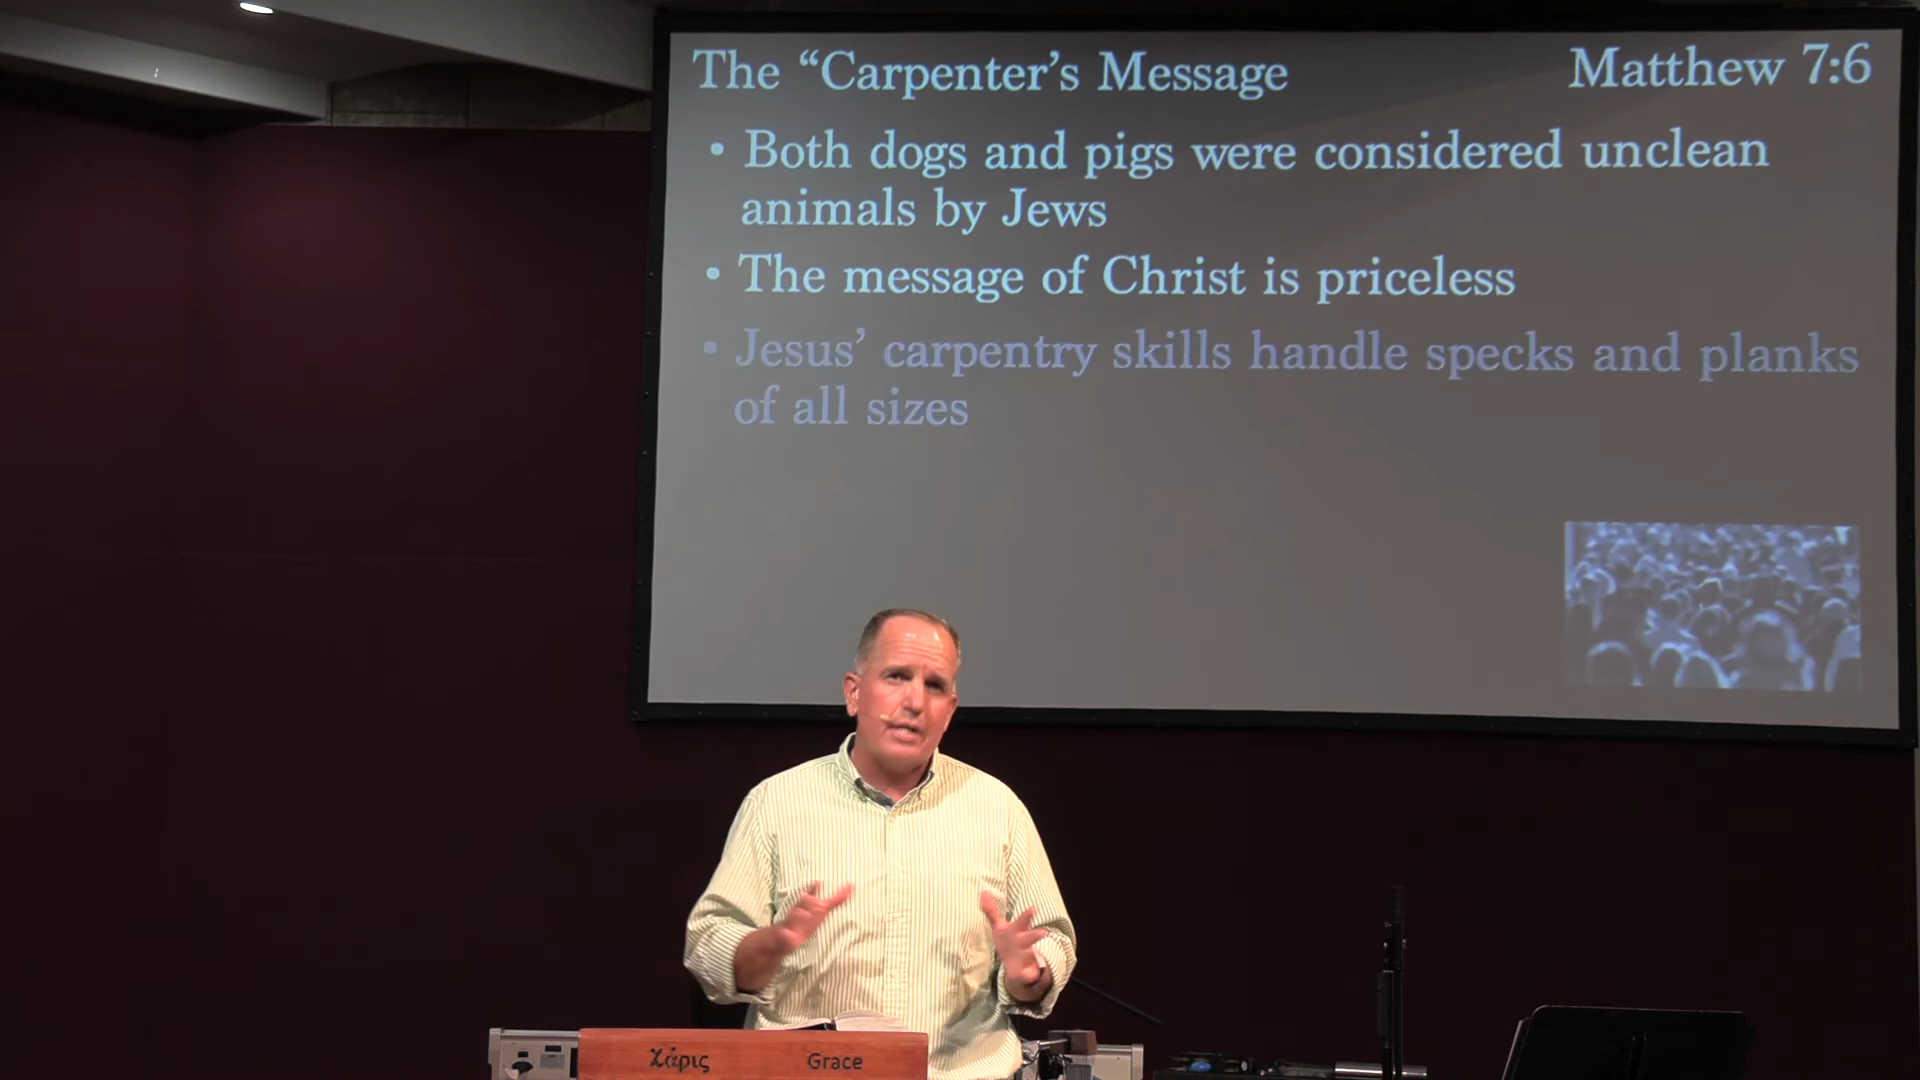 The “Carpenter’s Message
Matthew 7:6
• Both dogs and pigs were considered unclean
animals by Jews
• The message of Christ is priceless
• Jesus’ carpentry skills handle specks and planks
of all sizes
Χάρις
Grace